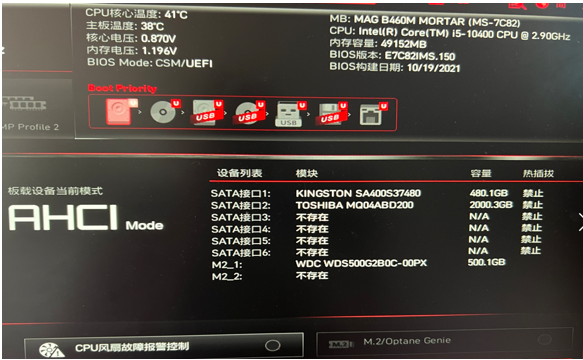 CPU核心温度: 41°C
主板温度: 38°C
核心电压: 0.870V
内存电压: 1.196V
BIOS Mode: CSM/UEFI
MB: MAG B460M MORTAR (MS-7C82)
CPU: Intel(R) Core(TM) i5-10400 CPU @ 2.90GHz
内存容量: 49152MB
BIOS版本: E7C82IMS.150
BIOS构建日期: 10/19/2021
Boot Priority
U U U U U U
USB USB USB USB
MP Profile 2
设备列表 模块 容量 热插拔
板载设备当前模式
AHCI Mode
SATA接口1: KINGSTON SA400S37480 480.1GB 禁止
SATA接口2: TOSHIBA MQ04ABD200 2000.3GB 禁止
SATA接口3: 不存在 N/A 禁止
SATA接口4: 不存在 N/A 禁止
SATA接口5: 不存在 N/A 禁止
SATA接口6: 不存在 N/A 禁止
M2_1: WDC WDS500G2B0C-00PX 500.1GB
M2_2: 不存在
CPU风扇故障报警控制
M.2 M.2/Optane Genie